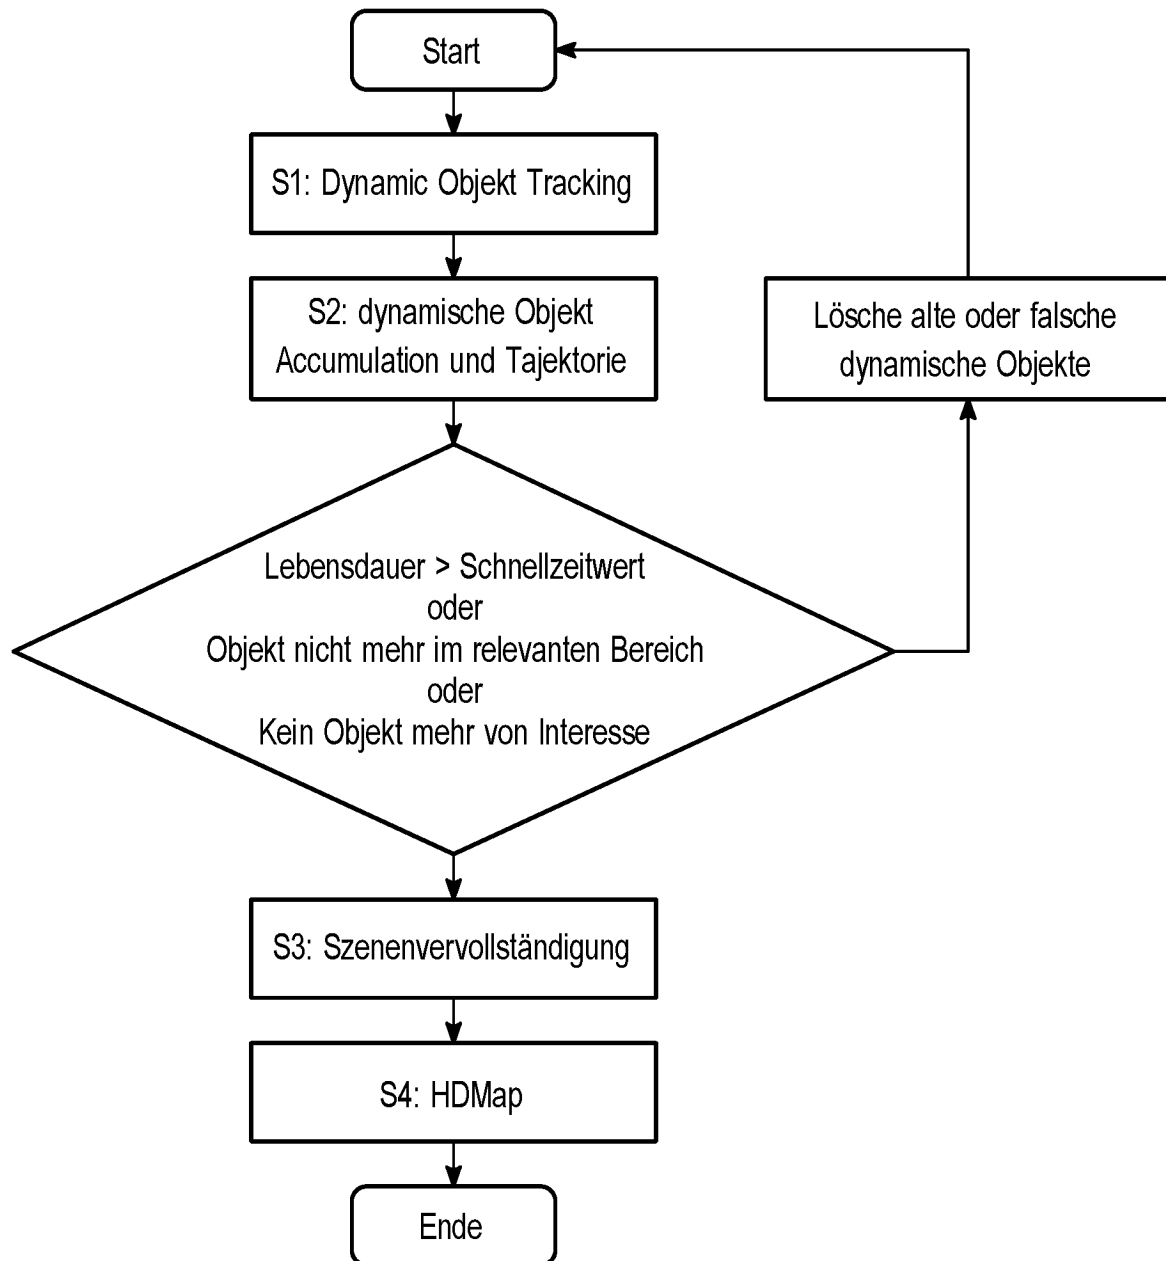 Start
S1: Dynamic Objekt Tracking
S2: dynamische Objekt
Accumulation und Tajektorie
Lösche alte oder falsche
dynamische Objekte
Lebensdauer > Schnellzeitwert
oder
Objekt nicht mehr im relevanten Bereich
oder
Kein Objekt mehr von Interesse
S3: Szenenvervollständigung
S4: HDMap
Ende